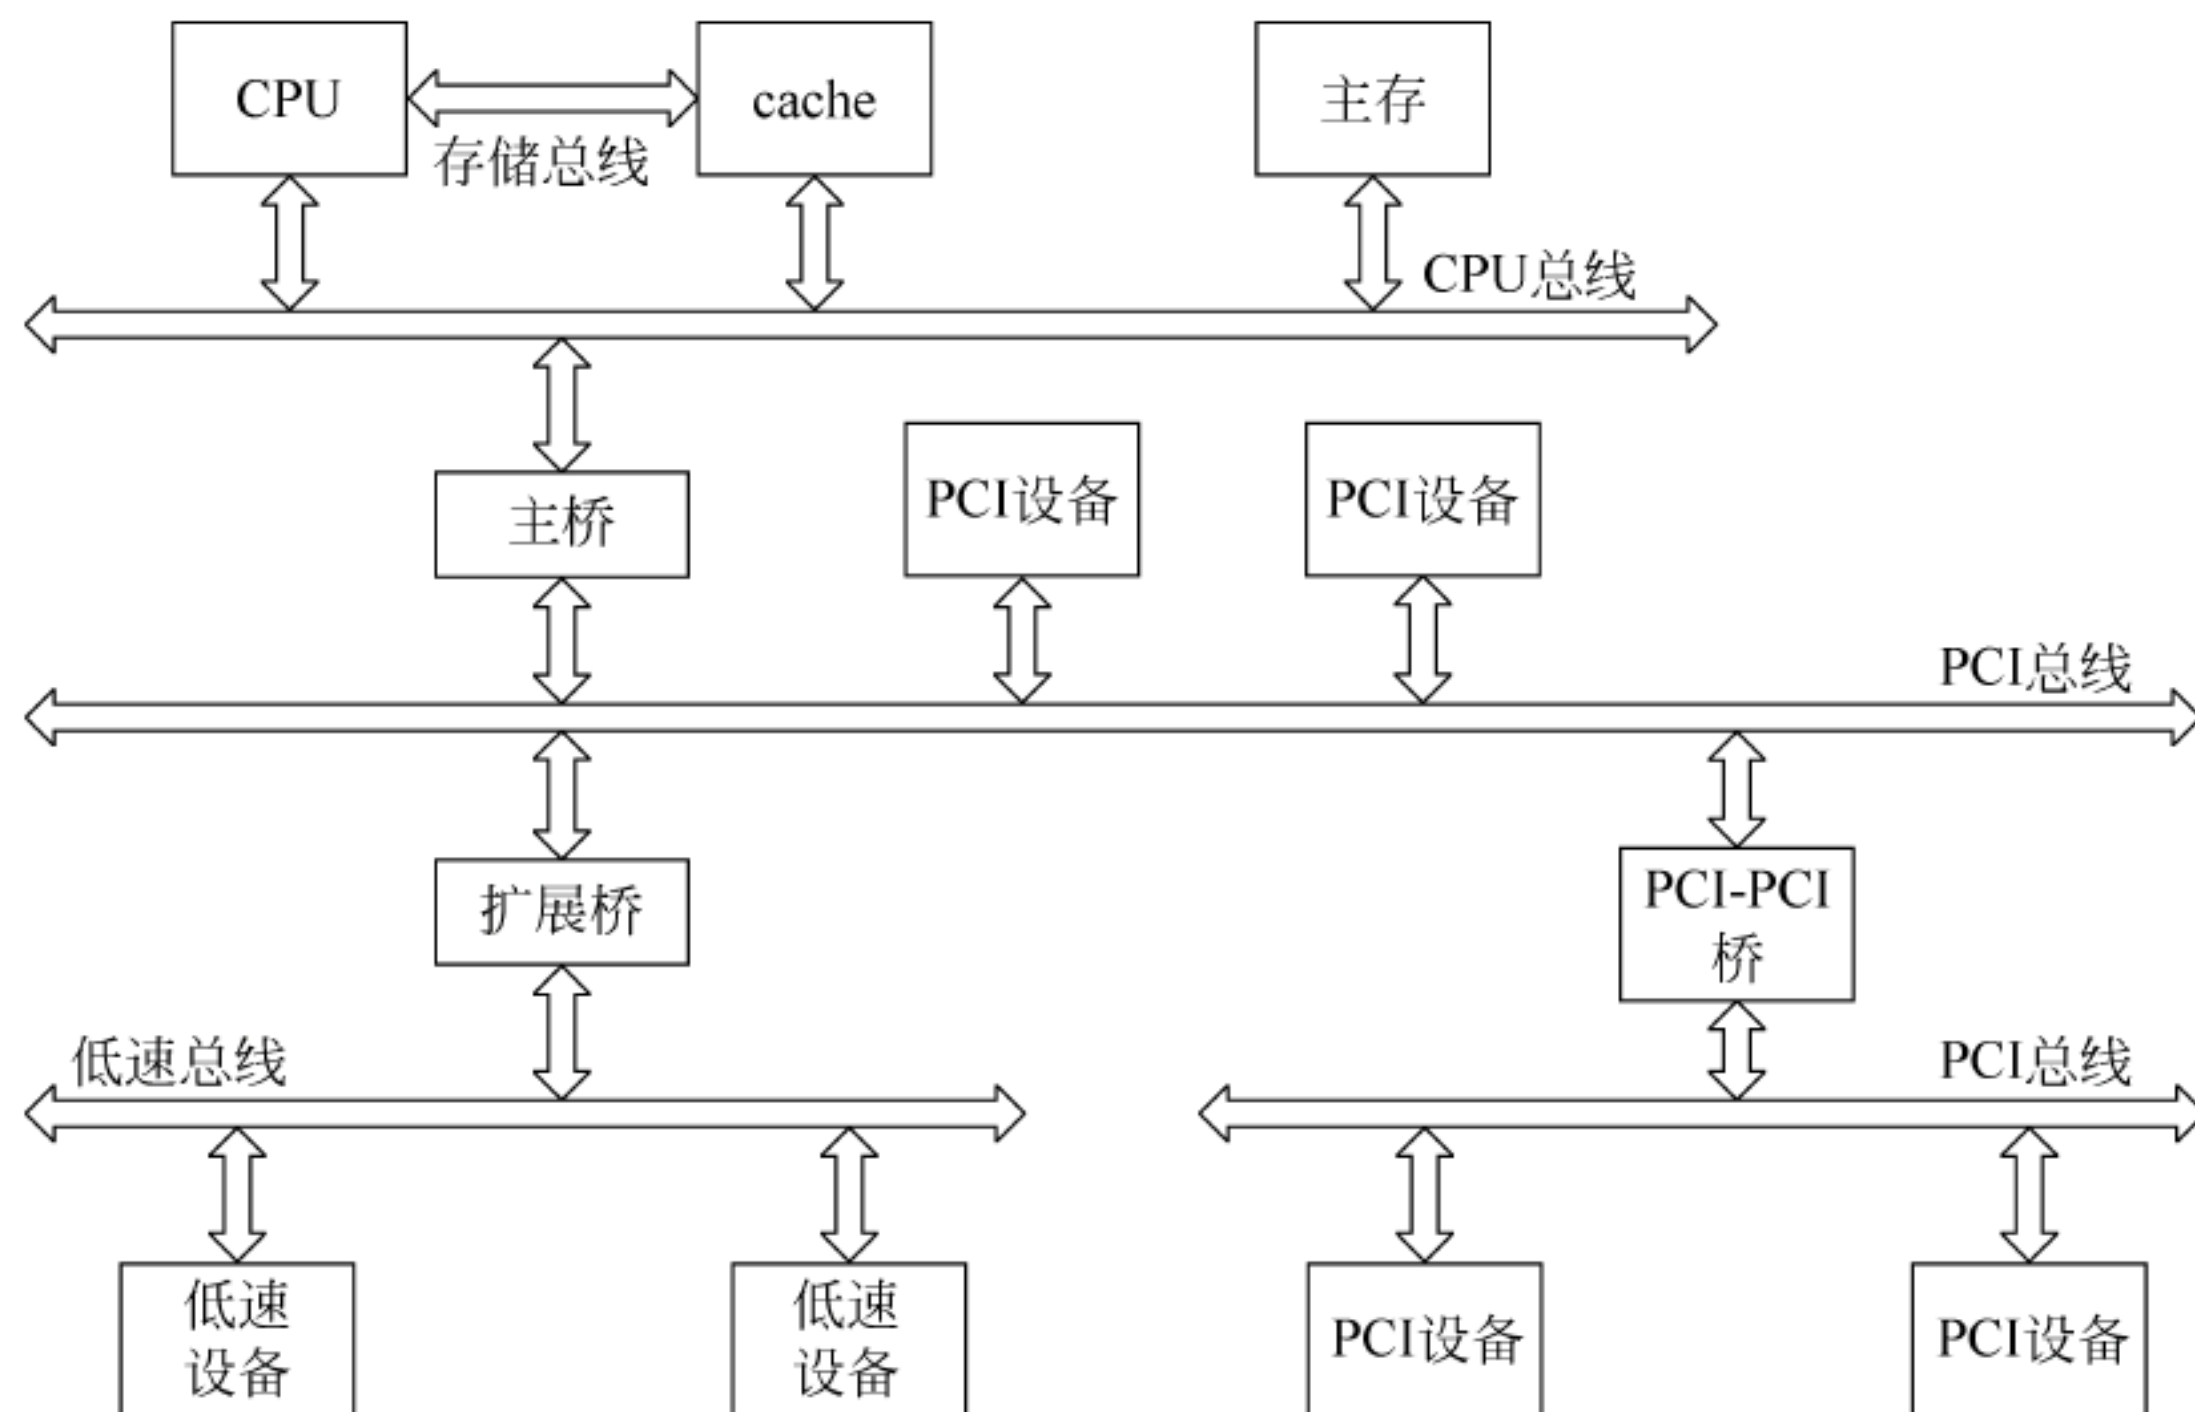 CPU
cache
主存
存储总线
CPU总线
主桥
PCI设备
PCI设备
PCI总线
扩展桥
PCI-PCI
桥
低速总线
PCI总线
低速
设备
低速
设备
PCI设备
PCI设备